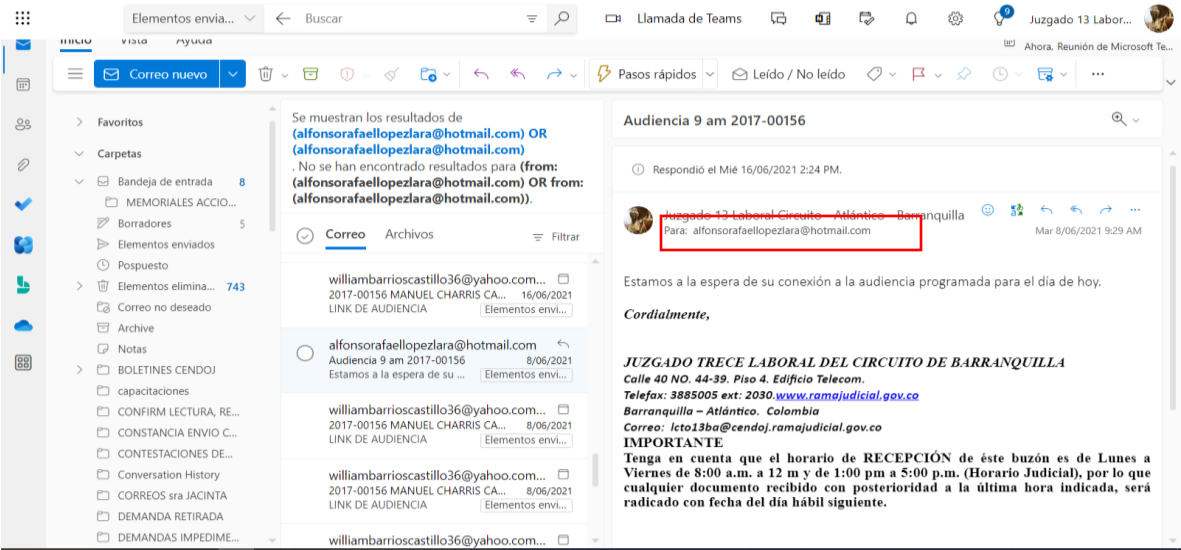 Elementos envia...
Buscar
Llamada de Teams
9
Juzgado 13 Labor...
Inicio
Vista
Ayuda
Ahora, Reunión de Microsoft Te...
Correo nuevo
Pasos rápidos
Leído / No leído
Favoritos
Carpetas
Bandeja de entrada 8
MEMORIALES ACCIO...
Borradores 5
Elementos enviados
Pospuesto
Elementos elimina... 743
Correo no deseado
Archive
Notas
BOLETINES CENDOJ
capacitaciones
CONFIRM LECTURA, RE...
CONSTANCIA ENVIO C...
CONTESTACIONES DE...
Conversation History
CORREOS sra JACINTA
DEMANDA RETIRADA
DEMANDAS IMPEDIME...
Se muestran los resultados de
(alfonsorafaellopezlara@hotmail.com) OR
(alfonsorafaellopezlara@hotmail.com)
. No se han encontrado resultados para (from:
(alfonsorafaellopezlara@hotmail.com) OR from:
(alfonsorafaellopezlara@hotmail.com)).
Correo
Archivos
Filtrar
williambarrioscastillo36@yahoo.com...
2017-00156 MANUEL CHARRIS CA... 16/06/2021
LINK DE AUDIENCIA Elementos envi...
alfonsorafaellopezlara@hotmail.com
Audiencia 9 am 2017-00156 8/06/2021
Estamos a la espera de su ... Elementos envi...
williambarrioscastillo36@yahoo.com...
2017-00156 MANUEL CHARRIS CA... 8/06/2021
LINK DE AUDIENCIA Elementos envi...
williambarrioscastillo36@yahoo.com...
2017-00156 MANUEL CHARRIS CA... 8/06/2021
LINK DE AUDIENCIA Elementos envi...
williambarrioscastillo36@yahoo.com...
Audiencia 9 am 2017-00156
Respondió el Mié 16/06/2021 2:24 PM.
Juzgado 13 Laboral Circuito - Atlántico - Barranquilla
Para: alfonsorafaellopezlara@hotmail.com
Mar 8/06/2021 9:29 AM
Estamos a la espera de su conexión a la audiencia programada para el día de hoy.
Cordialmente,
JUZGADO TRECE LABORAL DEL CIRCUITO DE BARRANQUILLA
Calle 40 NO. 44-39. Piso 4. Edificio Telecom.
Telefax: 3885005 ext: 2030.www.ramajudicial.gov.co
Barranquilla – Atlántico. Colombia
Correo: lcto13ba@cendoj.ramajudicial.gov.co
IMPORTANTE
Tenga en cuenta que el horario de RECEPCIÓN de éste buzón es de Lunes a
Viernes de 8:00 a.m. a 12 m y de 1:00 pm a 5:00 p.m. (Horario Judicial), por lo que
cualquier documento recibido con posterioridad a la última hora indicada, será
radicado con fecha del día hábil siguiente.